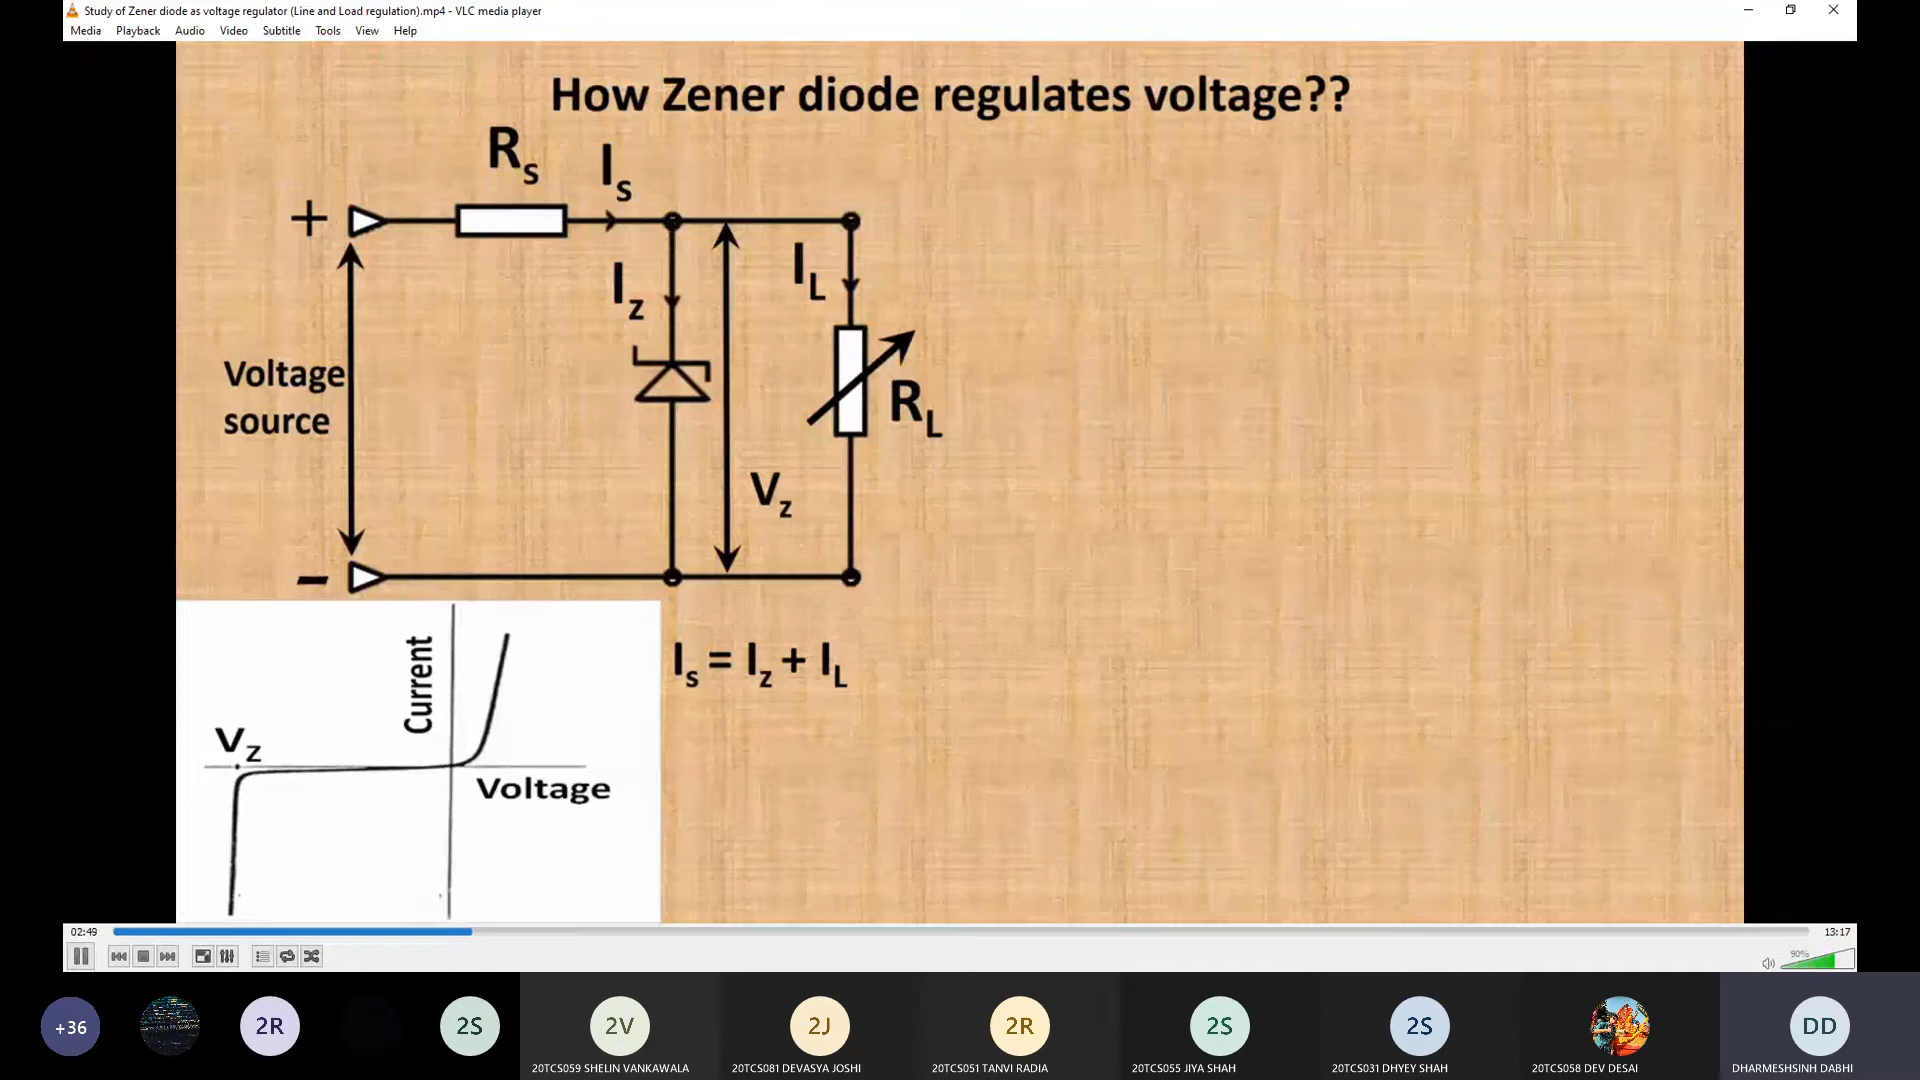 Study of Zener diode as voltage regulator (Line and Load regulation).mp4 - VLC media player
Media Playback Audio Video Subtitle Tools View Help
How Zener diode regulates voltage??
Rs
Is
+
Iz
IL
Voltage
source
RL
Vz
-
Current
Is = Iz + IL
Vz
Voltage
02:49
13:17
90%
+36
2R
2S
2V
2J
2R
2S
2S
DD
20TCS059 SHELIN VANKAWALA
20TCS081 DEVASYA JOSHI
20TCS051 TANVI RADIA
20TCS055 JIYA SHAH
20TCS031 DHYEY SHAH
20TCS058 DEV DESAI
DHARMESHSINH DABHI